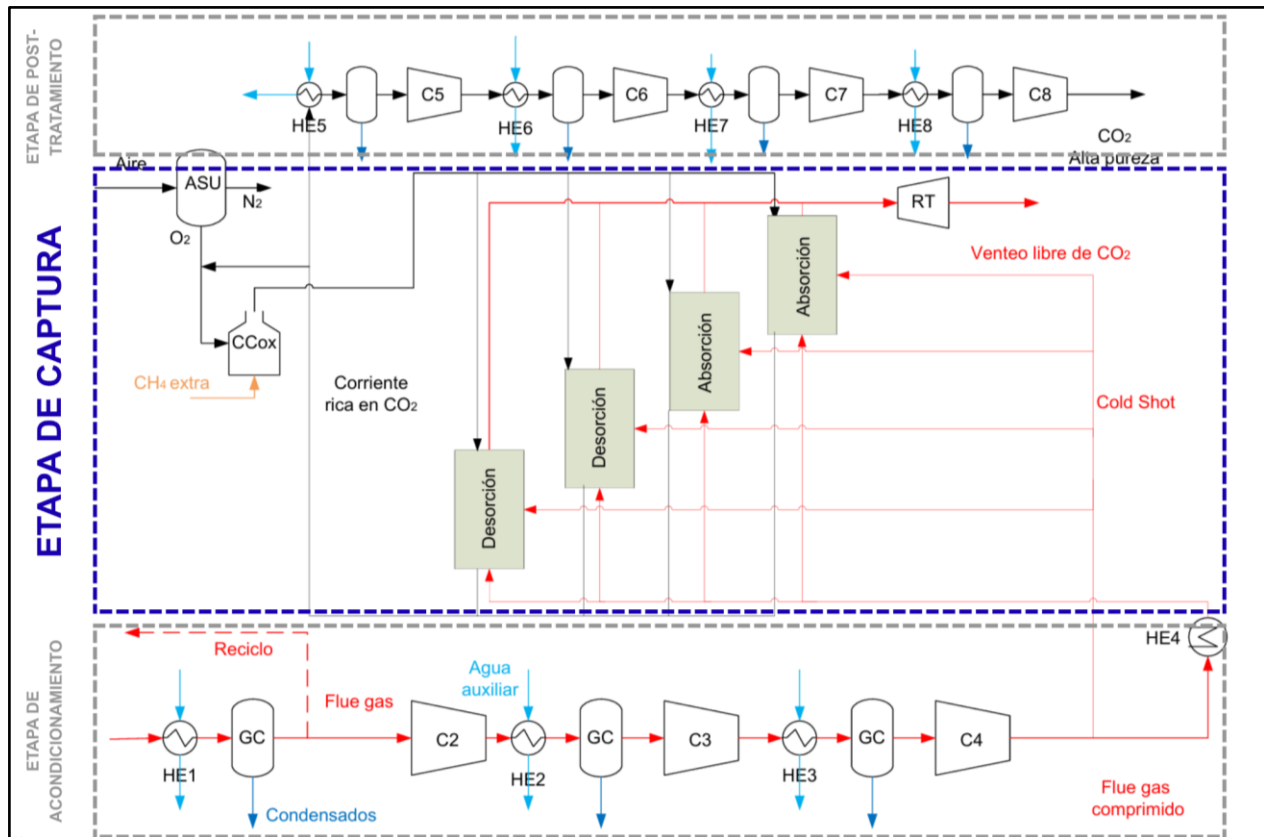 ETAPA DE POST-
TRATAMIENTO
C5
C6
C7
C8
HE5
HE6
HE7
HE8
CO2
Alta pureza
ETAPA DE CAPTURA
Aire
ASU
N2
O2
RT
Venteo libre de CO2
CCox
CH4 extra
Corriente
rica en CO2
Absorción
Absorción
Desorción
Desorción
Cold Shot
ETAPA DE
ACONDICIONAMIENTO
Reciclo
HE4
Flue gas
Agua
auxiliar
GC
C2
GC
C3
GC
C4
HE1
HE2
HE3
Condensados
Flue gas
comprimido